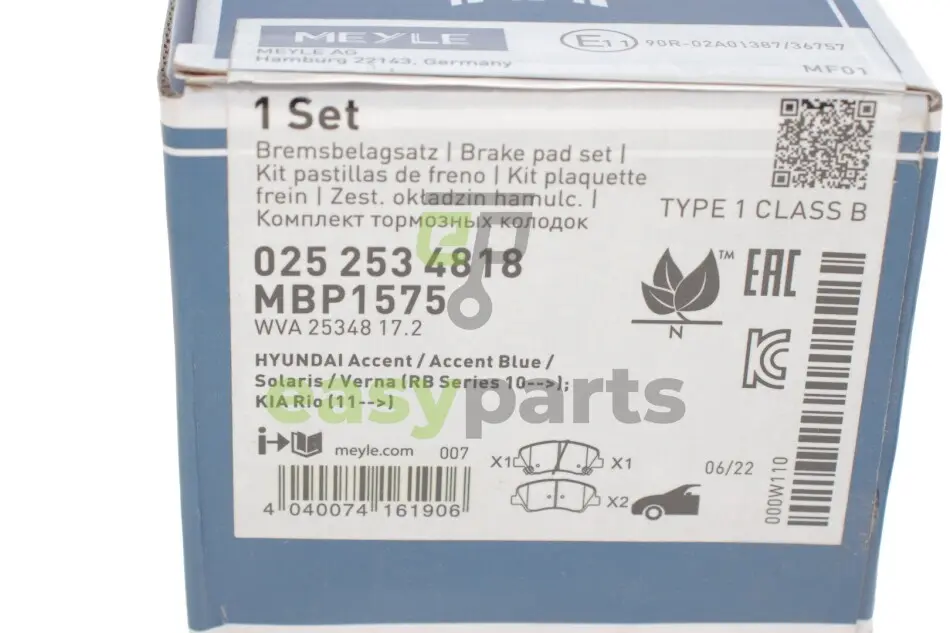 MEYLE
MEYLE AG
Hamburg 22143, Germany
E11 90R-02A01387/36757
MF01
1 Set
Bremsbelagsatz | Brake pad set |
Kit pastillas de freno | Kit plaquette
frein | Zest. okładzin hamulc. |
Комплект тормозных колодок
TYPE 1 CLASS B
025 253 4818
MBP1575
WVA 25348 17.2
TM
N
EAC
HYUNDAI Accent / Accent Blue /
Solaris / Verna (RB Series 10-->);
KIA Rio (11-->)
easyparts
meyle.com 007
X1 X1
X2
06/22
000W110
4 040074 161906